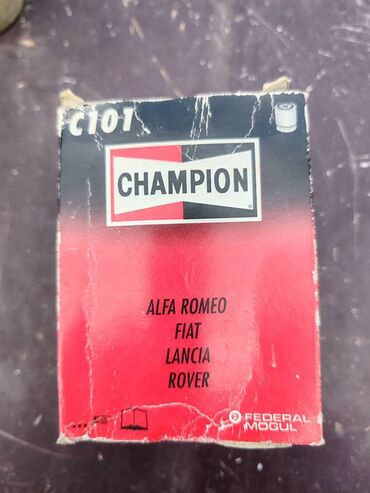 C101
CHAMPION
ALFA ROMEO
FIAT
LANCIA
ROVER
FEDERAL
MOGUL